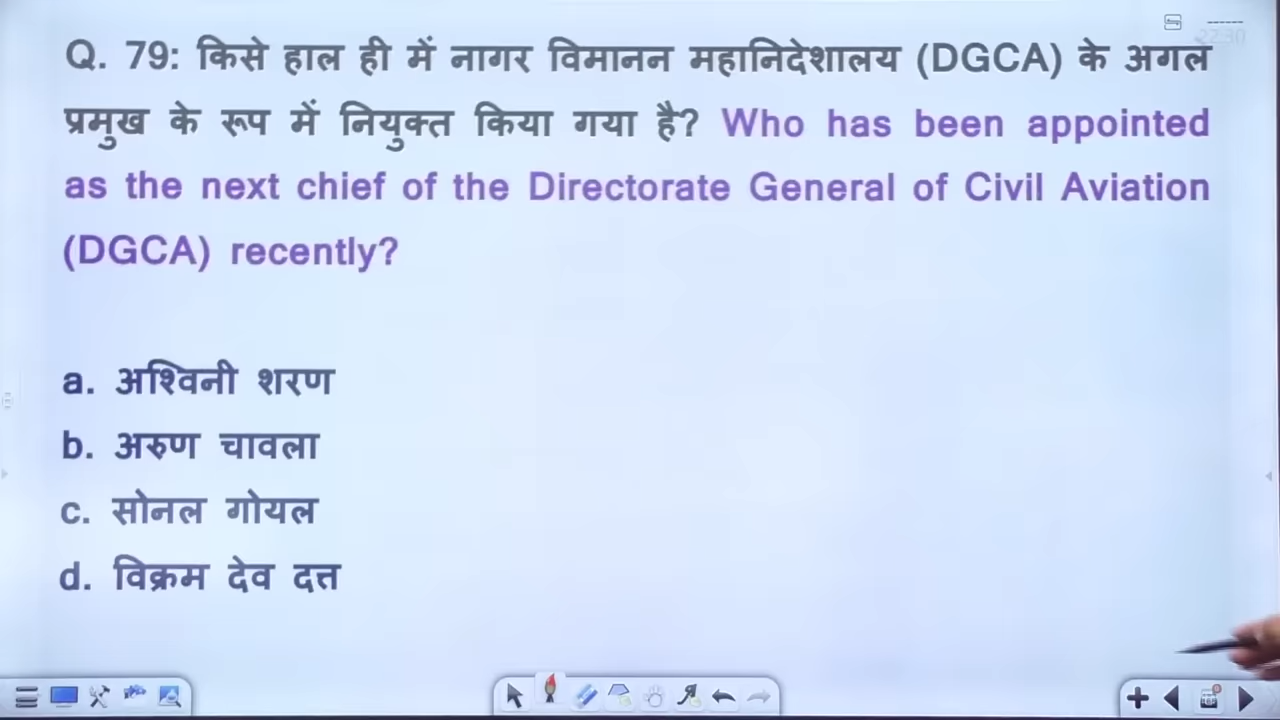 Q. 79: किसे हाल ही में नागर विमानन महानिदेशालय (DGCA) के अगल
प्रमुख के रूप में नियुक्त किया गया है? Who has been appointed
as the next chief of the Directorate General of Civil Aviation
(DGCA) recently?
a. अश्विनी शरण
b. अरुण चावला
c. सोनल गोयल
d. विक्रम देव दत्त